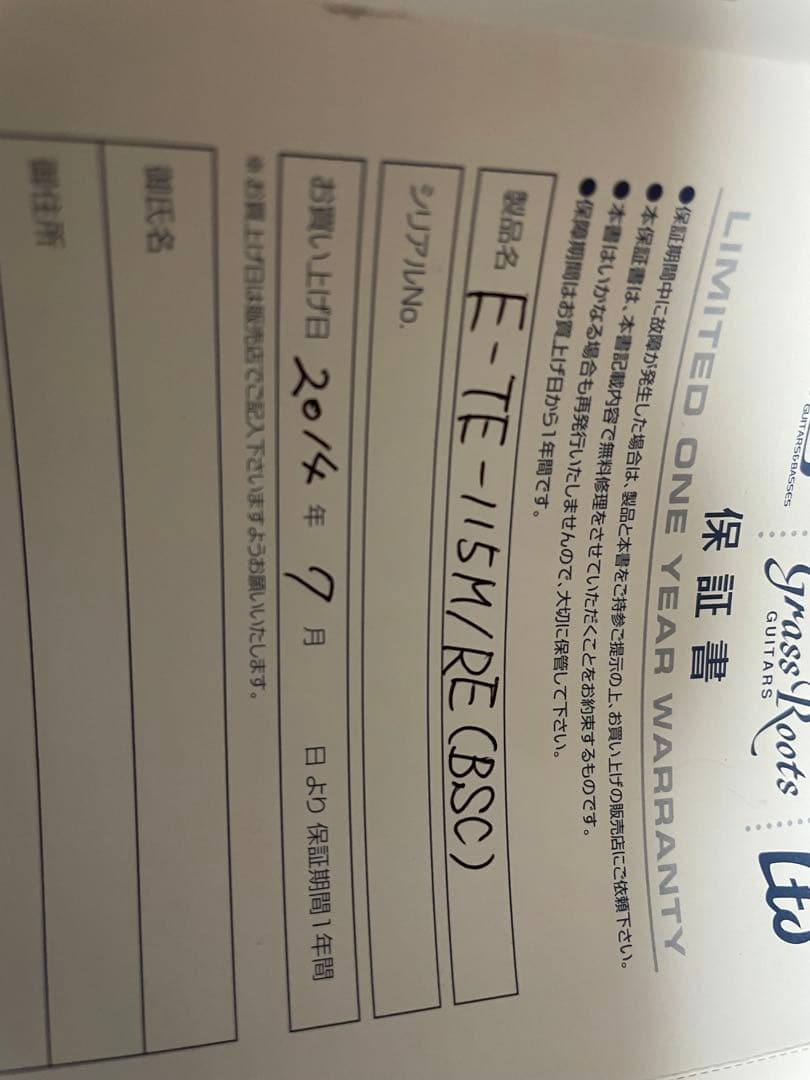 GUITARS&BASSES
Grass Roots
GUITARS
Ltd
保証書
LIMITED ONE YEAR WARRANTY
●保証期間中に故障が発生した場合は、製品と本書をご持参ご提示の上、お買い上げの販売店にご依頼下さい。
●本保証書は、本書記載内容で無料修理をさせていただくことをお約束するものです。
●本書はいかなる場合も再発行いたしませんので、大切に保管して下さい。
●保障期間はお買上げ日から1年間です。
製品名 E-TE-115M/RE (BSC)
シリアルNo.
お買い上げ日 2014 年 7 月 日 より 保証期間1年間
※お買上げ日は販売店でご記入下さいますようお願いいたします。
御氏名
御住所